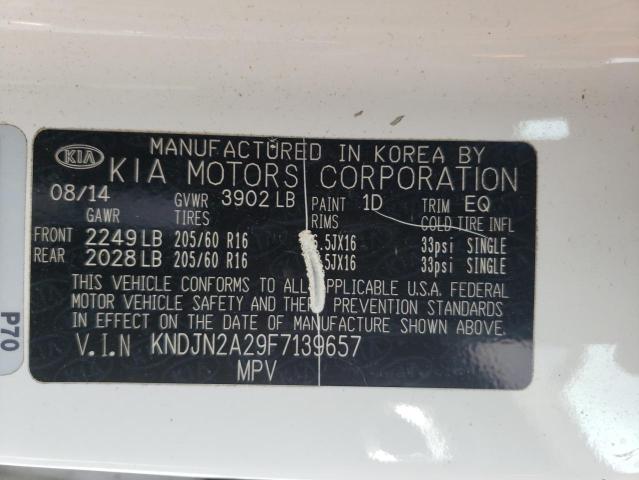 MANUFACTURED IN KOREA BY
KIA KIA MOTORS CORPORATION
08/14 GVWR 3902 LB PAINT 1D TRIM EQ
GAWR TIRES RIMS COLD TIRE INFL
FRONT 2249 LB 205/60 R16 .5JX16 33psi SINGLE
REAR 2028 LB 205/60 R16 .5JX16 33psi SINGLE
THIS VEHICLE CONFORMS TO ALL APPLICABLE U.S.A. FEDERAL
MOTOR VEHICLE SAFETY AND THEFT PREVENTION STANDARDS
IN EFFECT ON THE DATE OF MANUFACTURE SHOWN ABOVE.
V.I.N KNDJN2A29F7139657
MPV
P70